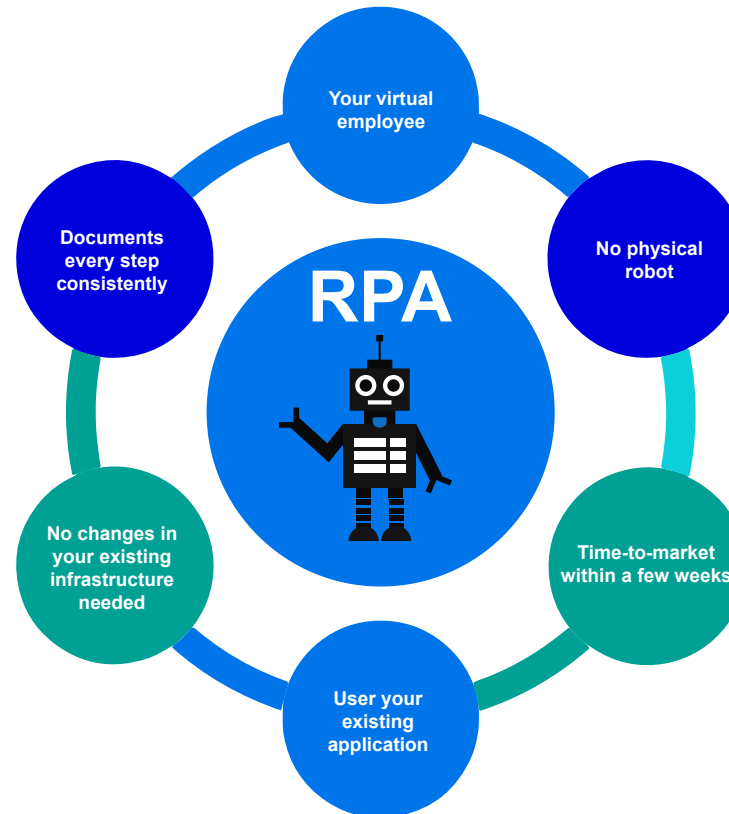 Your virtual
employee
No physical
robot
Time-to-market
within a few weeks
User your
existing
application
No changes in
your existing
infrastructure
needed
Documents
every step
consistently
RPA